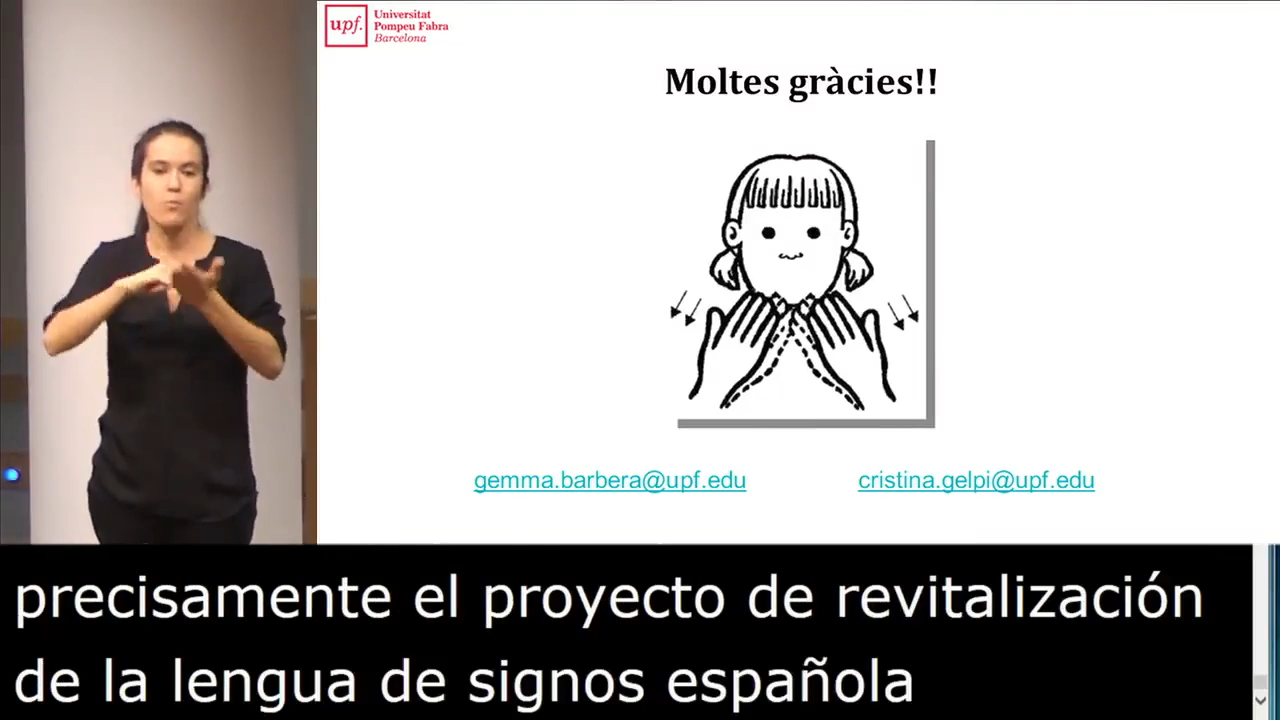 upf.
Universitat
Pompeu Fabra
Barcelona
Moltes gràcies!!
gemma.barbera@upf.edu
cristina.gelpi@upf.edu
precisamente el proyecto de revitalización
de la lengua de signos española